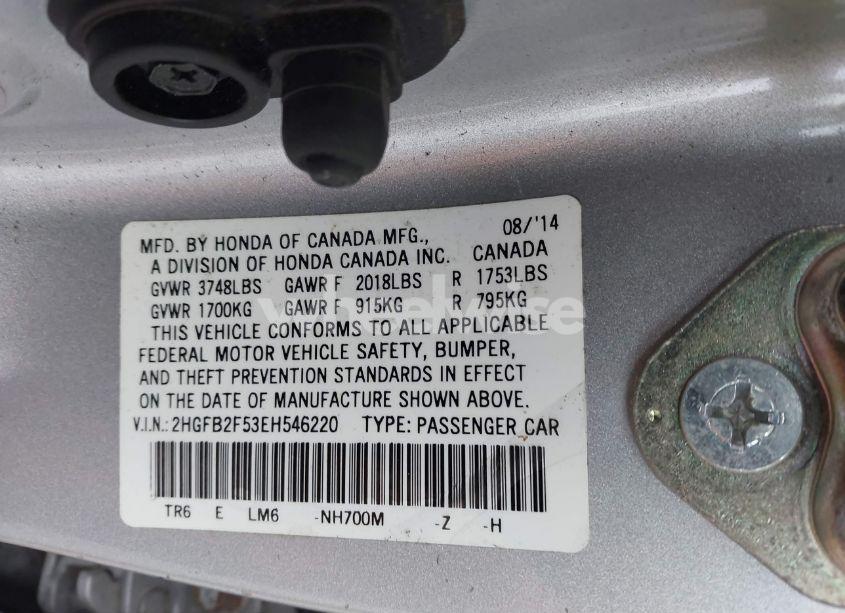 MFD. BY HONDA OF CANADA MFG., 08/'14
A DIVISION OF HONDA CANADA INC. CANADA
GVWR 3748LBS GAWR F 2018LBS R 1753LBS
GVWR 1700KG GAWR F 915KG R 795KG
THIS VEHICLE CONFORMS TO ALL APPLICABLE
FEDERAL MOTOR VEHICLE SAFETY, BUMPER,
AND THEFT PREVENTION STANDARDS IN EFFECT
ON THE DATE OF MANUFACTURE SHOWN ABOVE.
V.I.N.: 2HGFB2F53EH546220 TYPE: PASSENGER CAR
TR6 E LM6 -NH700M -Z -H